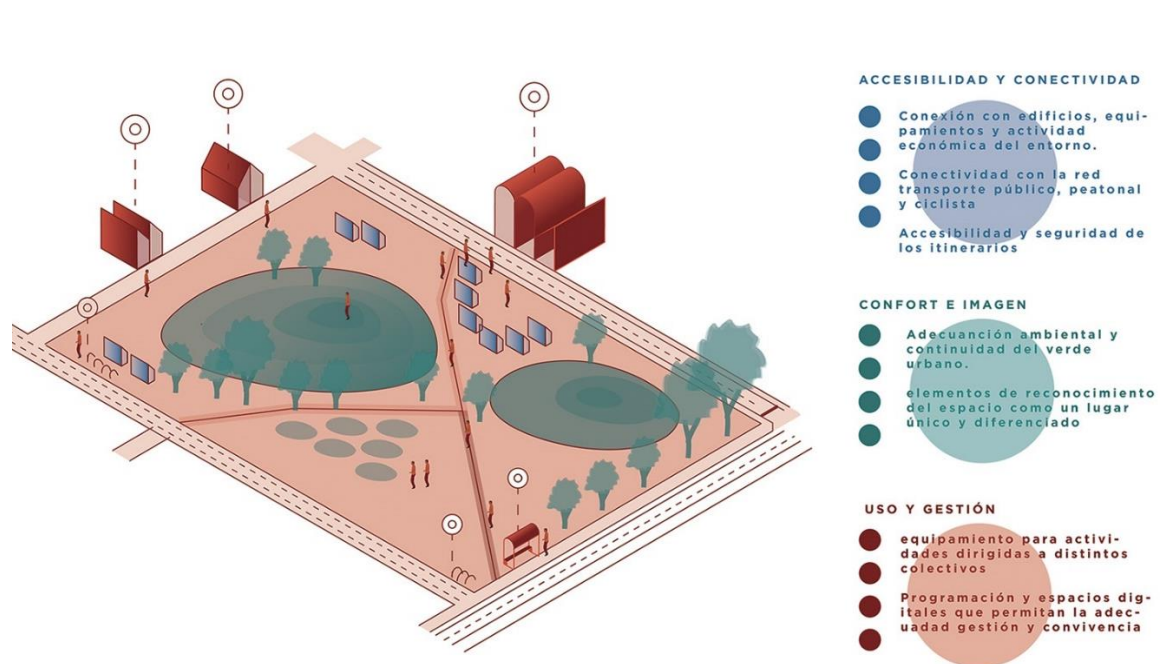 ACCESIBILIDAD Y CONECTIVIDAD
Conexión con edificios, equi-
pamientos y actividad
económica del entorno.
Conectividad con la red
transporte público, peatonal
y ciclista
Accesibilidad y seguridad de
los itinerarios
CONFORT E IMAGEN
Adecuanción ambiental y
continuidad del verde
urbano.
elementos de reconocimiento
del espacio como un lugar
único y diferenciado
USO Y GESTIÓN
equipamiento para activi-
dades dirigidas a distintos
colectivos
Programación y espacios dig-
itales que permitan la adec-
uadad gestión y convivencia